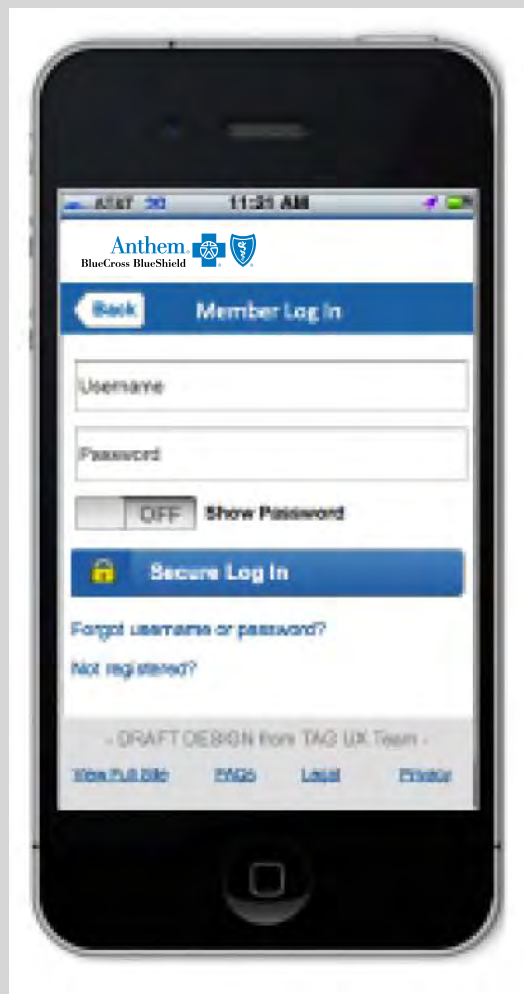 AT&T 3G 11:21 AM
Anthem
BlueCross BlueShield
Back Member Log In
Username
Password
OFF Show Password
Secure Log In
Forgot username or password?
Not registered?
- DRAFT DESIGN from TAG UX Team -
View Full Site FAQs Legal Privacy